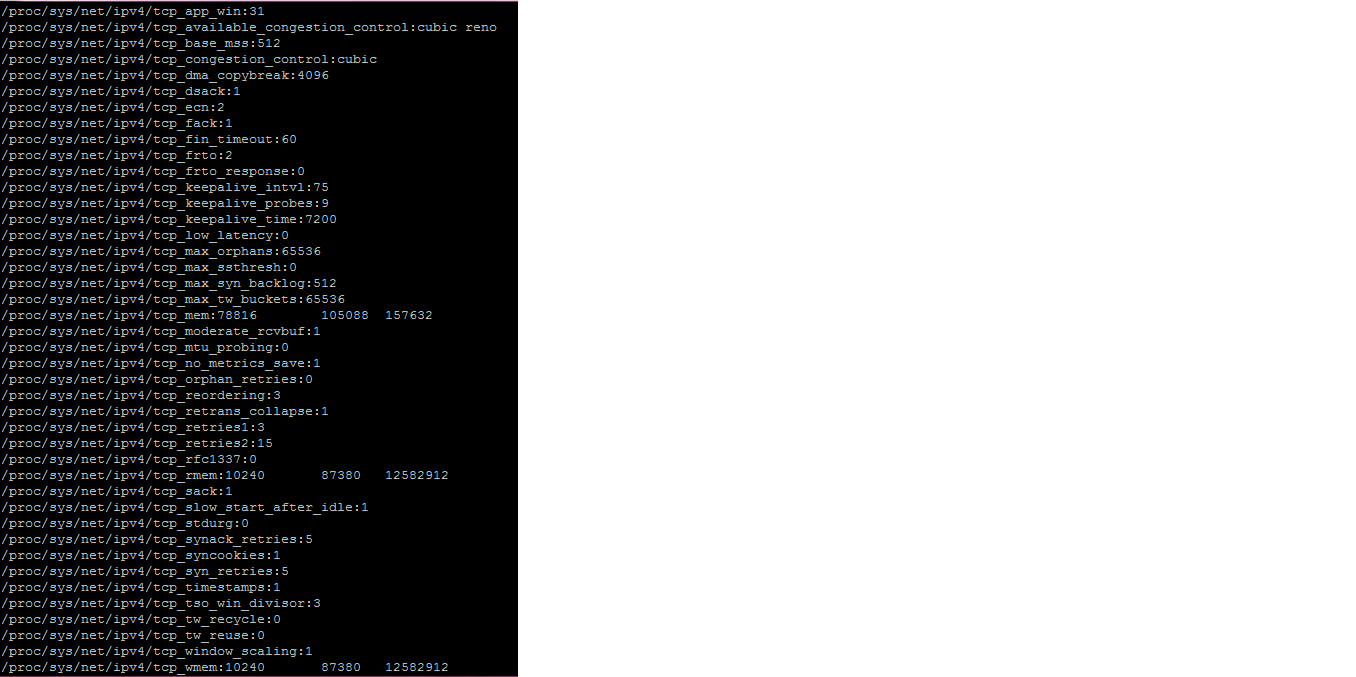 /proc/sys/net/ipv4/tcp_app_win:31
/proc/sys/net/ipv4/tcp_available_congestion_control:cubic reno
/proc/sys/net/ipv4/tcp_base_mss:512
/proc/sys/net/ipv4/tcp_congestion_control:cubic
/proc/sys/net/ipv4/tcp_dma_copybreak:4096
/proc/sys/net/ipv4/tcp_dsack:1
/proc/sys/net/ipv4/tcp_ecn:2
/proc/sys/net/ipv4/tcp_fack:1
/proc/sys/net/ipv4/tcp_fin_timeout:60
/proc/sys/net/ipv4/tcp_frto:2
/proc/sys/net/ipv4/tcp_frto_response:0
/proc/sys/net/ipv4/tcp_keepalive_intvl:75
/proc/sys/net/ipv4/tcp_keepalive_probes:9
/proc/sys/net/ipv4/tcp_keepalive_time:7200
/proc/sys/net/ipv4/tcp_low_latency:0
/proc/sys/net/ipv4/tcp_max_orphans:65536
/proc/sys/net/ipv4/tcp_max_ssthresh:0
/proc/sys/net/ipv4/tcp_max_syn_backlog:512
/proc/sys/net/ipv4/tcp_max_tw_buckets:65536
/proc/sys/net/ipv4/tcp_mem:78816        105088  157632
/proc/sys/net/ipv4/tcp_moderate_rcvbuf:1
/proc/sys/net/ipv4/tcp_mtu_probing:0
/proc/sys/net/ipv4/tcp_no_metrics_save:1
/proc/sys/net/ipv4/tcp_orphan_retries:0
/proc/sys/net/ipv4/tcp_reordering:3
/proc/sys/net/ipv4/tcp_retrans_collapse:1
/proc/sys/net/ipv4/tcp_retries1:3
/proc/sys/net/ipv4/tcp_retries2:15
/proc/sys/net/ipv4/tcp_rfc1337:0
/proc/sys/net/ipv4/tcp_rmem:10240       87380   12582912
/proc/sys/net/ipv4/tcp_sack:1
/proc/sys/net/ipv4/tcp_slow_start_after_idle:1
/proc/sys/net/ipv4/tcp_stdurg:0
/proc/sys/net/ipv4/tcp_synack_retries:5
/proc/sys/net/ipv4/tcp_syncookies:1
/proc/sys/net/ipv4/tcp_syn_retries:5
/proc/sys/net/ipv4/tcp_timestamps:1
/proc/sys/net/ipv4/tcp_tso_win_divisor:3
/proc/sys/net/ipv4/tcp_tw_recycle:0
/proc/sys/net/ipv4/tcp_tw_reuse:0
/proc/sys/net/ipv4/tcp_window_scaling:1
/proc/sys/net/ipv4/tcp_wmem:10240       87380   12582912